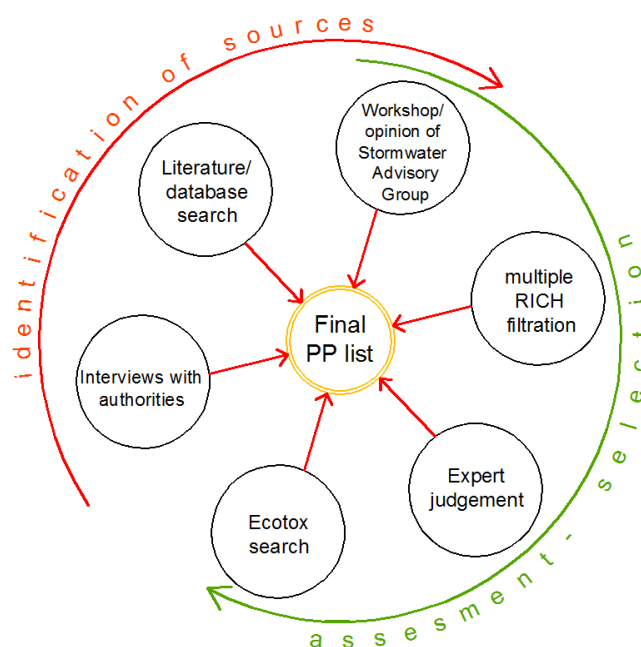 identification of sources
Workshop/
opinion of
Stormwater
Advisory
Group
Literature/
database
search
multiple
RICH
filtration
Final
PP list
Interviews with
authorities
Expert
judgement
Ecotox
search
assesment- selection